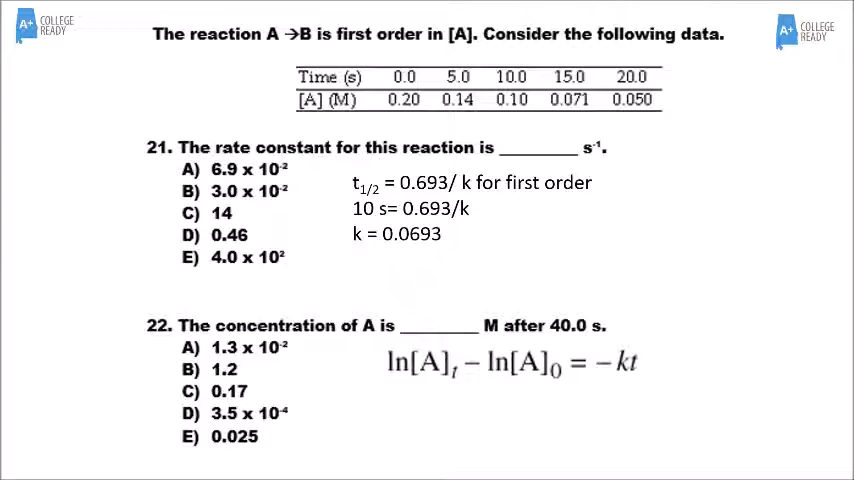 A+ COLLEGE READY
A+ COLLEGE READY
The reaction A →B is first order in [A]. Consider the following data.
Time (s) 0.0 5.0 10.0 15.0 20.0
[A] (M) 0.20 0.14 0.10 0.071 0.050
21. The rate constant for this reaction is ________ s⁻¹.
A) 6.9 x 10⁻²
B) 3.0 x 10⁻²
C) 14
D) 0.46
E) 4.0 x 10²
t₁/₂ = 0.693/ k for first order
10 s= 0.693/k
k = 0.0693
22. The concentration of A is ________ M after 40.0 s.
A) 1.3 x 10⁻²
B) 1.2
C) 0.17
D) 3.5 x 10⁻⁴
E) 0.025
ln[A]ₜ − ln[A]₀ = − kt